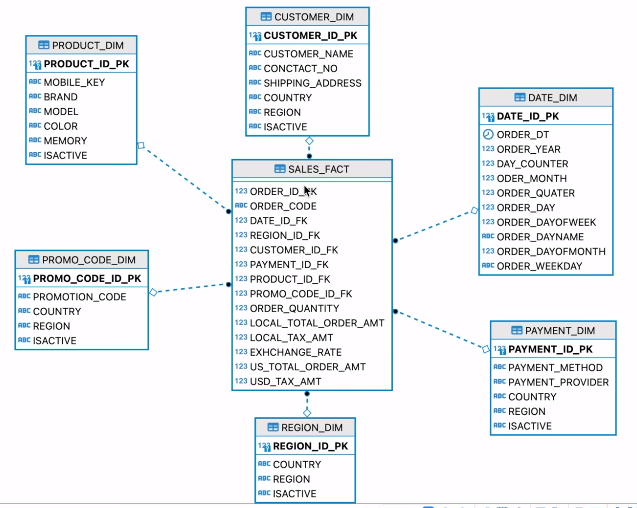 CUSTOMER_DIM
123 CUSTOMER_ID_PK
ABC CUSTOMER_NAME
ABC CONCTACT_NO
ABC SHIPPING_ADDRESS
ABC COUNTRY
ABC REGION
ABC ISACTIVE
PRODUCT_DIM
123 PRODUCT_ID_PK
ABC MOBILE_KEY
ABC BRAND
ABC MODEL
ABC COLOR
ABC MEMORY
ABC ISACTIVE
DATE_DIM
123 DATE_ID_PK
ORDER_DT
123 ORDER_YEAR
123 DAY_COUNTER
123 ODER_MONTH
123 ORDER_QUATER
123 ORDER_DAY
123 ORDER_DAYOFWEEK
ABC ORDER_DAYNAME
123 ORDER_DAYOFMONTH
ABC ORDER_WEEKDAY
SALES_FACT
123 ORDER_ID_PK
ABC ORDER_CODE
123 DATE_ID_FK
123 REGION_ID_FK
123 CUSTOMER_ID_FK
123 PAYMENT_ID_FK
123 PRODUCT_ID_FK
123 PROMO_CODE_ID_FK
123 ORDER_QUANTITY
123 LOCAL_TOTAL_ORDER_AMT
123 LOCAL_TAX_AMT
123 EXHCHANGE_RATE
123 US_TOTAL_ORDER_AMT
123 USD_TAX_AMT
PROMO_CODE_DIM
123 PROMO_CODE_ID_PK
ABC PROMOTION_CODE
ABC COUNTRY
ABC REGION
ABC ISACTIVE
PAYMENT_DIM
123 PAYMENT_ID_PK
ABC PAYMENT_METHOD
ABC PAYMENT_PROVIDER
ABC COUNTRY
ABC REGION
ABC ISACTIVE
REGION_DIM
123 REGION_ID_PK
ABC COUNTRY
ABC REGION
ABC ISACTIVE